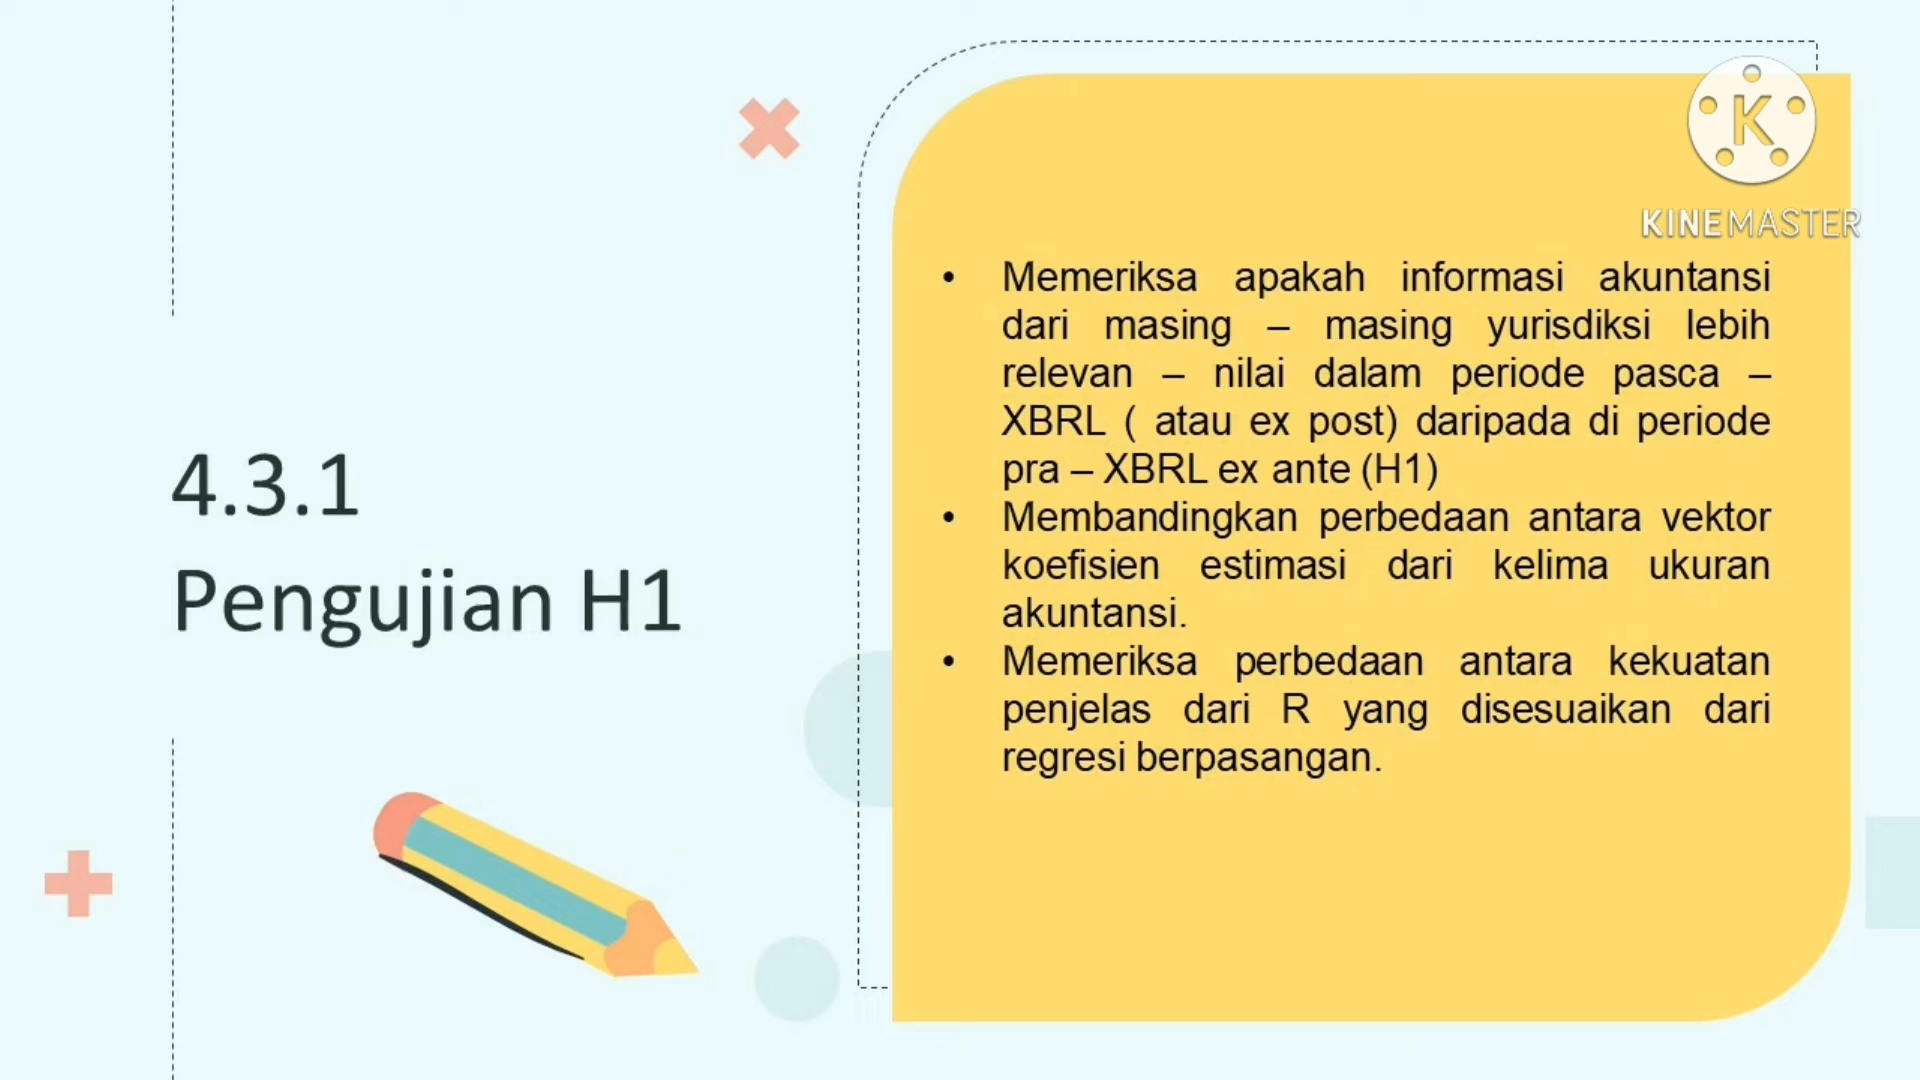 4.3.1
Pengujian H1
K
KINEMASTER
• Memeriksa apakah informasi akuntansi
dari masing – masing yurisdiksi lebih
relevan – nilai dalam periode pasca –
XBRL ( atau ex post) daripada di periode
pra – XBRL ex ante (H1)
• Membandingkan perbedaan antara vektor
koefisien estimasi dari kelima ukuran
akuntansi.
• Memeriksa perbedaan antara kekuatan
penjelas dari R yang disesuaikan dari
regresi berpasangan.